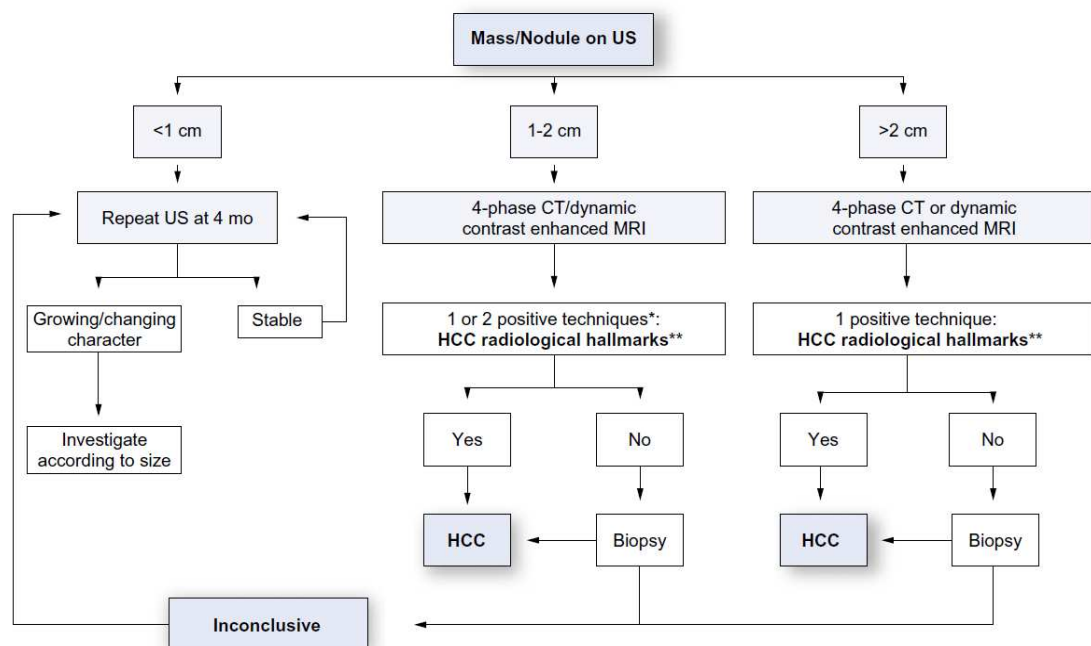 Mass/Nodule on US
<1 cm
1-2 cm
>2 cm
Repeat US at 4 mo
4-phase CT/dynamic
contrast enhanced MRI
4-phase CT or dynamic
contrast enhanced MRI
Growing/changing
character
Stable
1 or 2 positive techniques*:
HCC radiological hallmarks**
1 positive technique:
HCC radiological hallmarks**
Investigate
according to size
Yes
No
Yes
No
HCC
Biopsy
HCC
Biopsy
Inconclusive